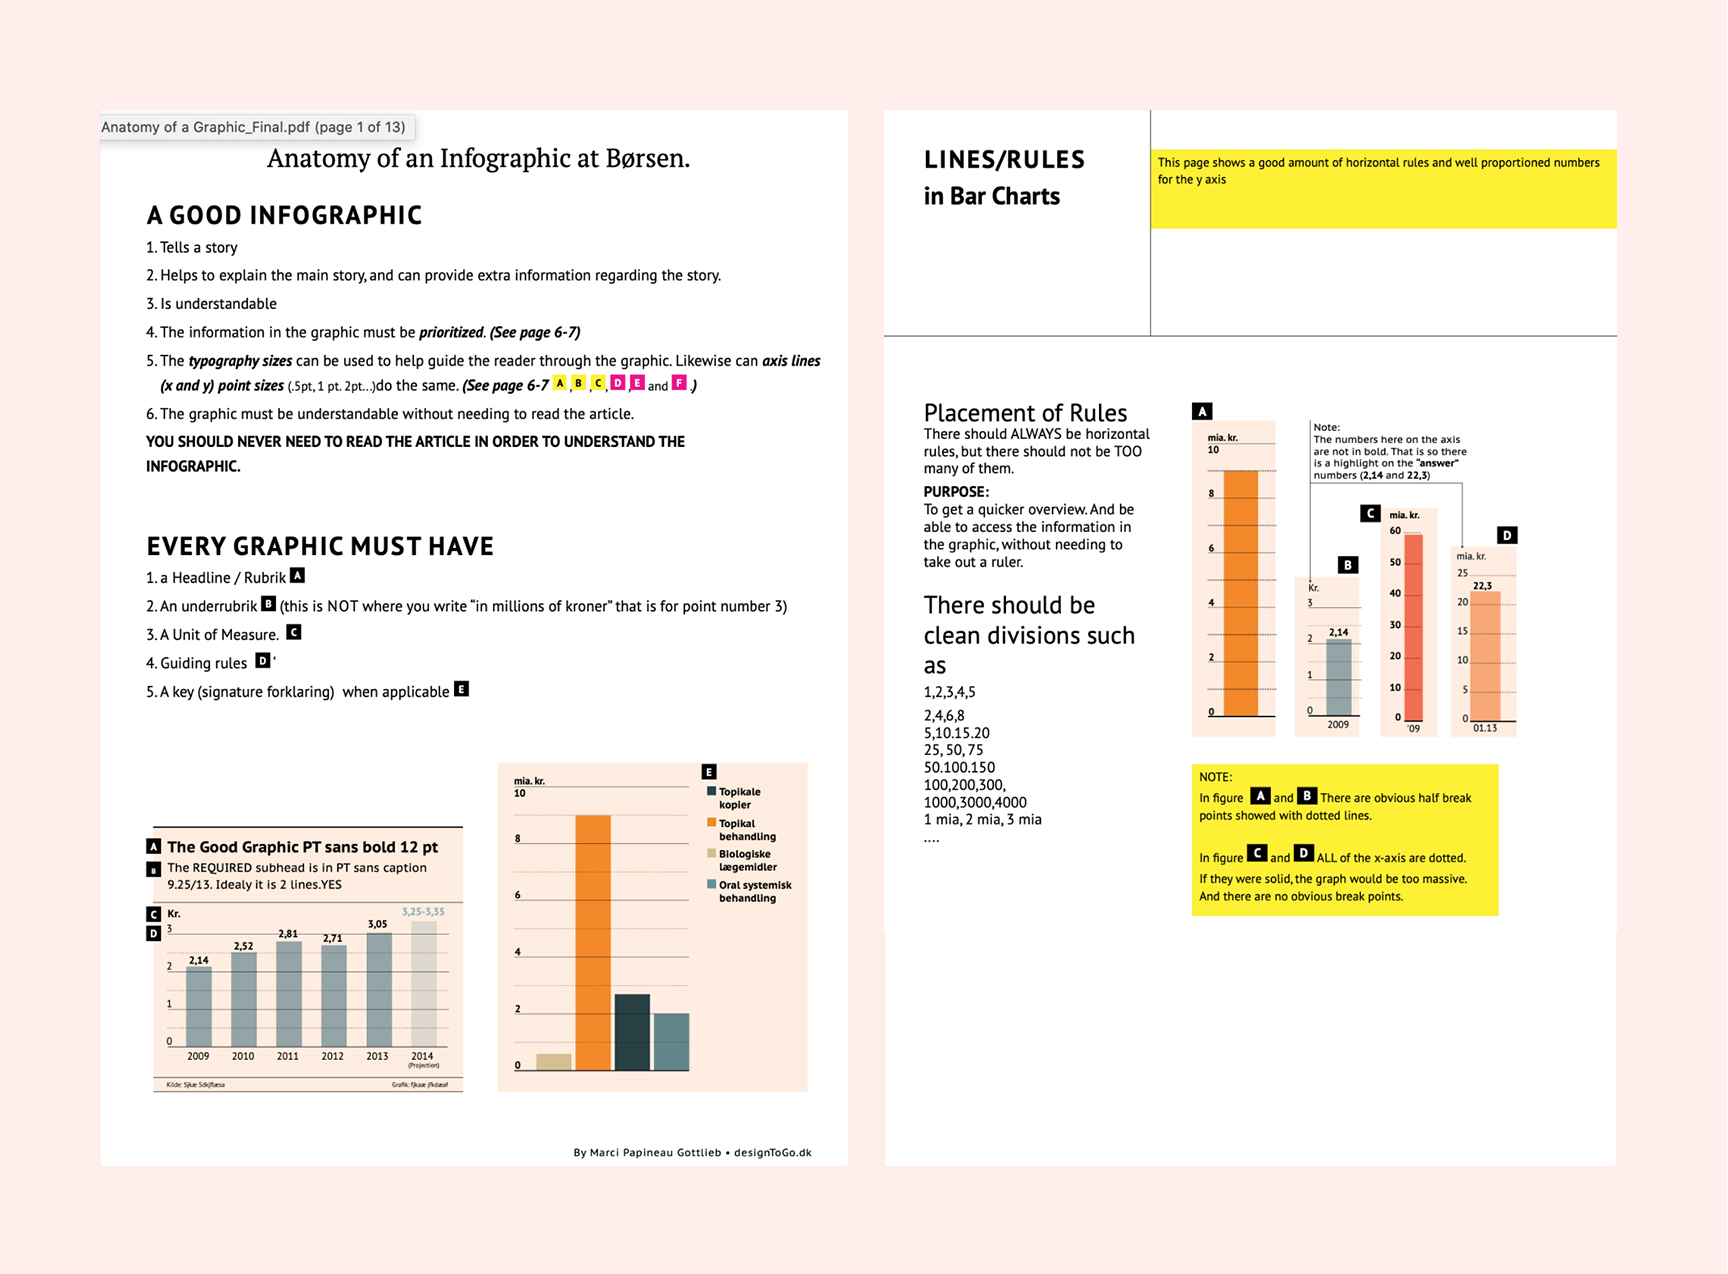 Anatomy of a Graphic_Final.pdf (page 1 of 13)
Anatomy of an Infographic at Børsen.
A GOOD INFOGRAPHIC
1. Tells a story
2. Helps to explain the main story, and can provide extra information regarding the story.
3. Is understandable
4. The information in the graphic must be prioritized. (See page 6-7)
5. The typography sizes can be used to help guide the reader through the graphic. Likewise can axis lines
(x and y) point sizes (.5pt, 1 pt. 2pt...)do the same. (See page 6-7 A , B , C , D , E and F .)
6. The graphic must be understandable without needing to read the article.
YOU SHOULD NEVER NEED TO READ THE ARTICLE IN ORDER TO UNDERSTAND THE
INFOGRAPHIC.
EVERY GRAPHIC MUST HAVE
1. a Headline / Rubrik A
2. An underrubrik B (this is NOT where you write “in millions of kroner” that is for point number 3)
3. A Unit of Measure. C
4. Guiding rules D
5. A key (signature forklaring) when applicable E
A The Good Graphic PT sans bold 12 pt
B The REQUIRED subhead is in PT sans caption
9.25/13. Idealy it is 2 lines.YES
C Kr.
D 3
2
1
0
2,14
2,52
2,81
2,71
3,05
3,25-3,35
2009
2010
2011
2012
2013
2014
(Projection)
Kilde: Sjkæ Sdkjflæsa
Grafik: fjkaæ jfkdæaf
mia. kr.
10
8
6
4
2
0
E
Topikale
kopier
Topikal
behandling
Biologiske
lægemidler
Oral systemisk
behandling
By Marci Papineau Gottlieb • designToGo.dk
LINES/RULES
in Bar Charts
This page shows a good amount of horizontal rules and well proportioned numbers
for the y axis
Placement of Rules
There should ALWAYS be horizontal
rules, but there should not be TOO
many of them.
PURPOSE:
To get a quicker overview. And be
able to access the information in
the graphic, without needing to
take out a ruler.
There should be
clean divisions such
as
1,2,3,4,5
2,4,6,8
5,10.15.20
25, 50, 75
50.100.150
100,200,300,
1000,3000,4000
1 mia, 2 mia, 3 mia
....
A
mia. kr.
10
8
6
4
2
0
Note:
The numbers here on the axis
are not in bold. That is so there
is a highlight on the “answer”
numbers (2,14 and 22,3)
B
Kr.
3
2
1
0
2,14
2009
C
mia. kr.
60
50
40
30
20
10
0
'09
D
mia. kr.
25
20
15
10
5
0
22,3
01.13
NOTE:
In figure A and B There are obvious half break
points showed with dotted lines.
In figure C and D ALL of the x-axis are dotted.
If they were solid, the graph would be too massive.
And there are no obvious break points.